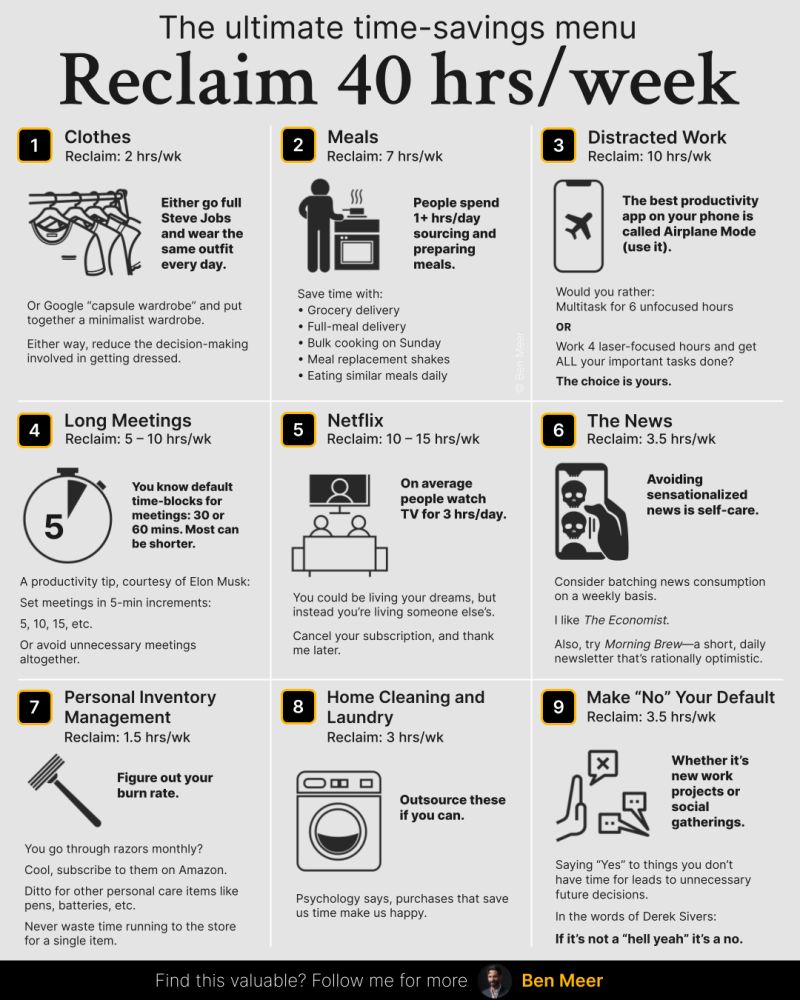 The ultimate time-savings menu
Reclaim 40 hrs/week
1
Clothes
Reclaim: 2 hrs/wk
Either go full
Steve Jobs
and wear the
same outfit
every day.
Or Google “capsule wardrobe” and put
together a minimalist wardrobe.
Either way, reduce the decision-making
involved in getting dressed.
2
Meals
Reclaim: 7 hrs/wk
People spend
1+ hrs/day
sourcing and
preparing
meals.
Save time with:
• Grocery delivery
• Full-meal delivery
• Bulk cooking on Sunday
• Meal replacement shakes
• Eating similar meals daily
© Ben Meer
3
Distracted Work
Reclaim: 10 hrs/wk
The best productivity
app on your phone is
called Airplane Mode
(use it).
Would you rather:
Multitask for 6 unfocused hours
OR
Work 4 laser-focused hours and get
ALL your important tasks done?
The choice is yours.
4
Long Meetings
Reclaim: 5 – 10 hrs/wk
5
You know default
time-blocks for
meetings: 30 or
60 mins. Most can
be shorter.
A productivity tip, courtesy of Elon Musk:
Set meetings in 5-min increments:
5, 10, 15, etc.
Or avoid unnecessary meetings
altogether.
5
Netflix
Reclaim: 10 – 15 hrs/wk
On average
people watch
TV for 3 hrs/day.
You could be living your dreams, but
instead you’re living someone else’s.
Cancel your subscription, and thank
me later.
6
The News
Reclaim: 3.5 hrs/wk
Avoiding
sensationalized
news is self-care.
Consider batching news consumption
on a weekly basis.
I like The Economist.
Also, try Morning Brew—a short, daily
newsletter that’s rationally optimistic.
7
Personal Inventory
Management
Reclaim: 1.5 hrs/wk
Figure out your
burn rate.
You go through razors monthly?
Cool, subscribe to them on Amazon.
Ditto for other personal care items like
pens, batteries, etc.
Never waste time running to the store
for a single item.
8
Home Cleaning and
Laundry
Reclaim: 3 hrs/wk
Outsource these
if you can.
Psychology says, purchases that save
us time make us happy.
9
Make “No” Your Default
Reclaim: 3.5 hrs/wk
Whether it’s
new work
projects or
social
gatherings.
Saying “Yes” to things you don’t
have time for leads to unnecessary
future decisions.
In the words of Derek Sivers:
If it’s not a “hell yeah” it’s a no.
Find this valuable? Follow me for more
Ben Meer